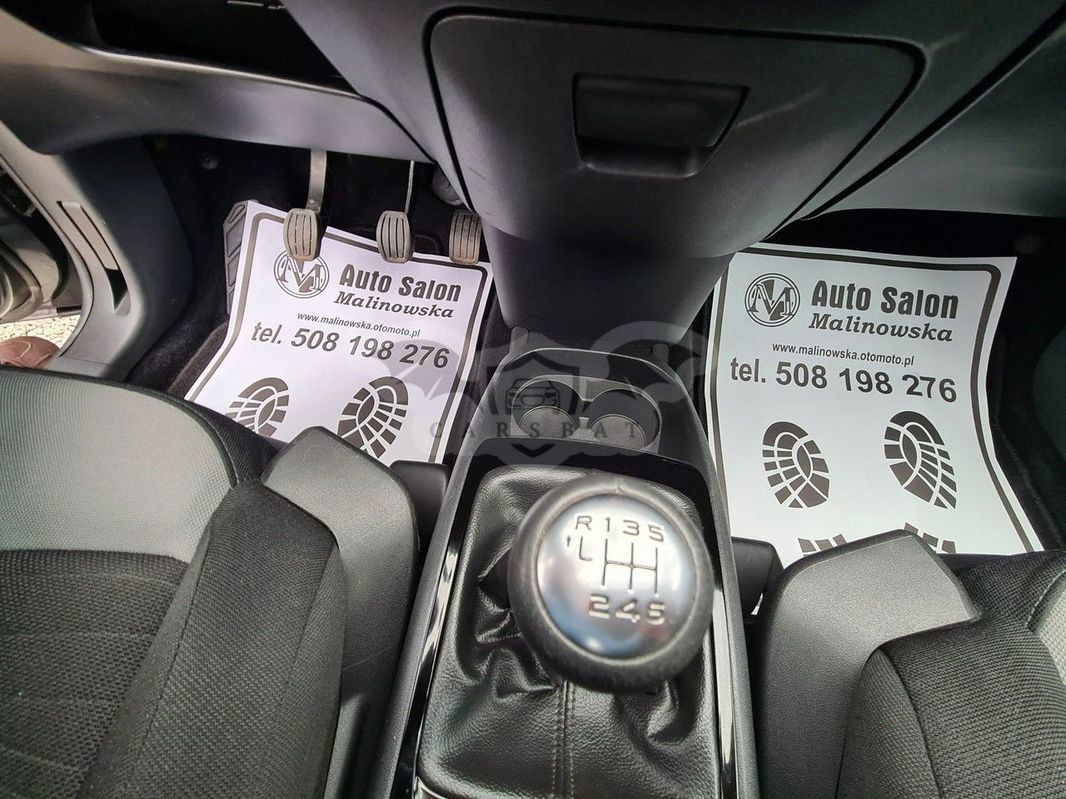 Auto Salon
Malinowska
www.malinowska.otomoto.pl
tel. 508 198 276
Auto Salon
Malinowska
www.malinowska.otomoto.pl
tel. 508 198 276
CARSBAT
R135
246